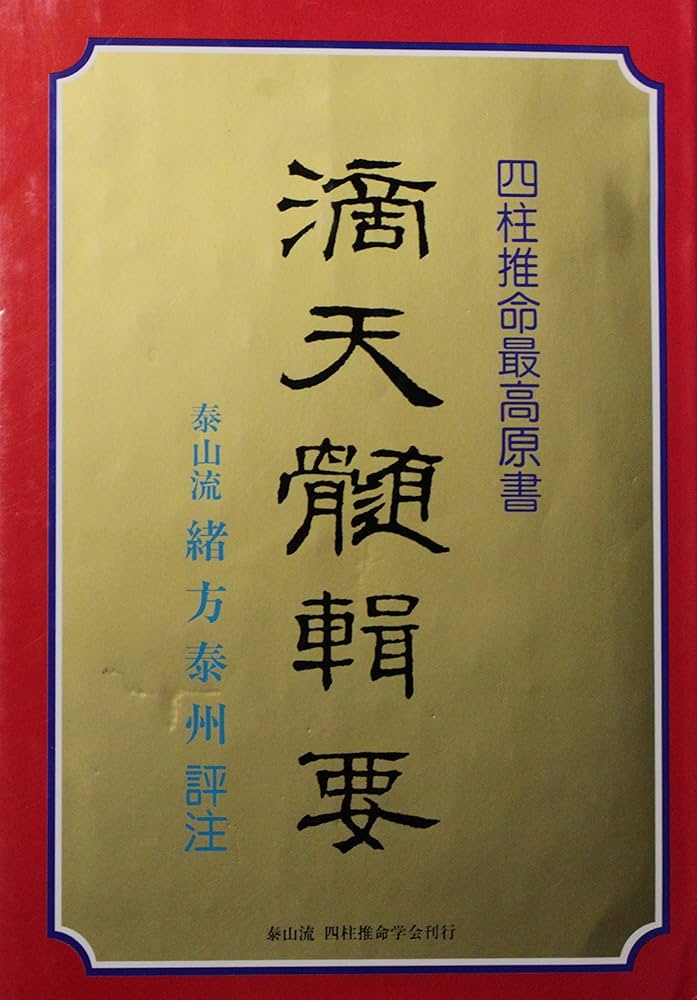 四柱推命最高原書
滴天髓輯要
泰山流 緒方泰州 評注
泰山流 四柱推命学会刊行